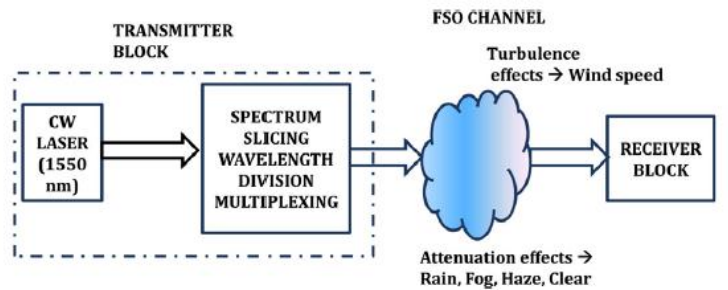 FSO CHANNEL
TRANSMITTER
BLOCK
Turbulence
effects → Wind speed
CW
LASER
(1550
nm)
SPECTRUM
SLICING
WAVELENGTH
DIVISION
MULTIPLEXING
RECEIVER
BLOCK
Attenuation effects →
Rain, Fog, Haze, Clear